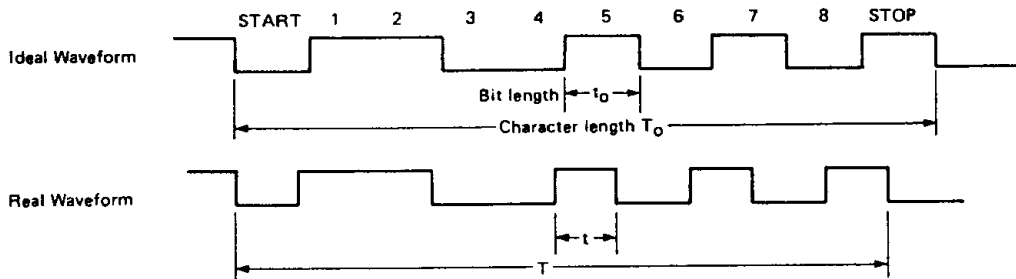 START 1 2 3 4 5 6 7 8 STOP
Ideal Waveform
Bit length t₀
Character length T₀
Real Waveform
t
T